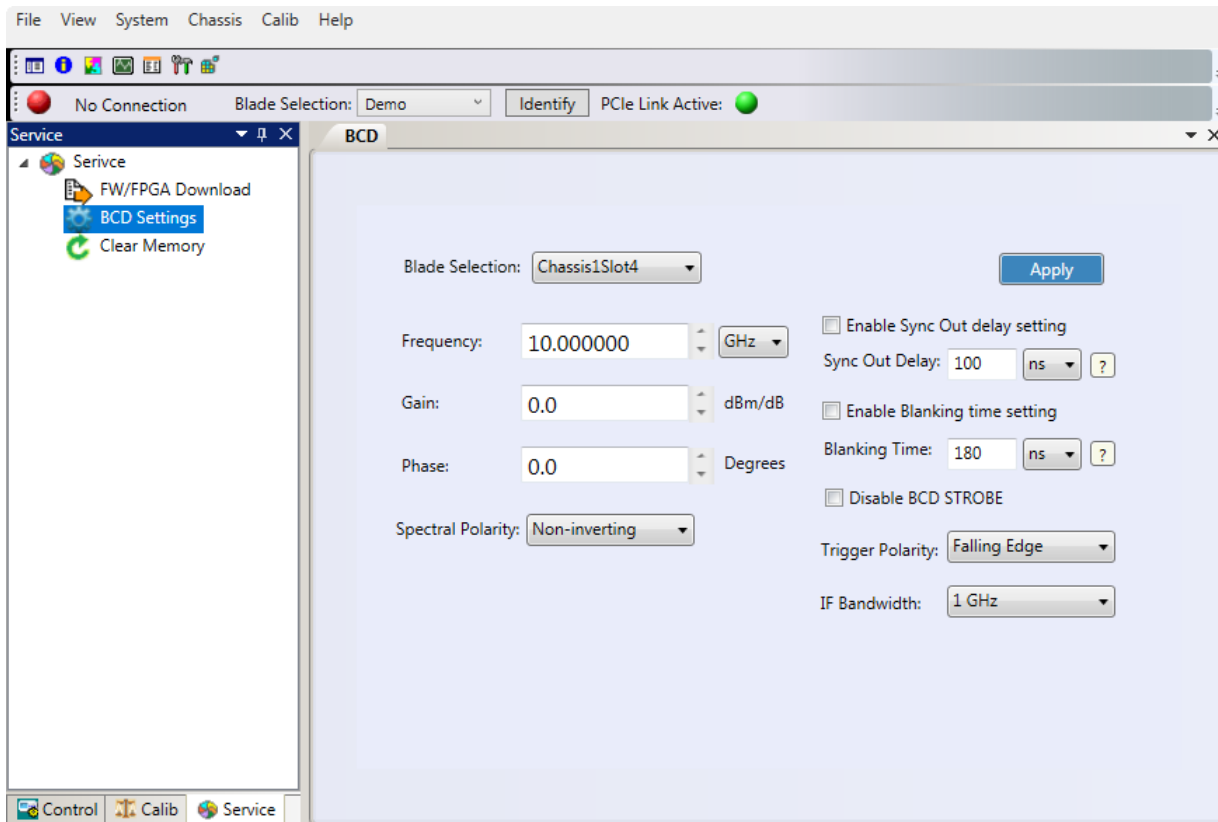 File View System Chassis Calib Help
No Connection Blade Selection: Demo Identify PCIe Link Active:
Service
BCD
Serivce
FW/FPGA Download
BCD Settings
Clear Memory
Blade Selection: Chassis1Slot4
Apply
Frequency: 10.000000 GHz
Gain: 0.0 dBm/dB
Phase: 0.0 Degrees
Spectral Polarity: Non-inverting
Enable Sync Out delay setting
Sync Out Delay: 100 ns ?
Enable Blanking time setting
Blanking Time: 180 ns ?
Disable BCD STROBE
Trigger Polarity: Falling Edge
IF Bandwidth: 1 GHz
Control Calib Service